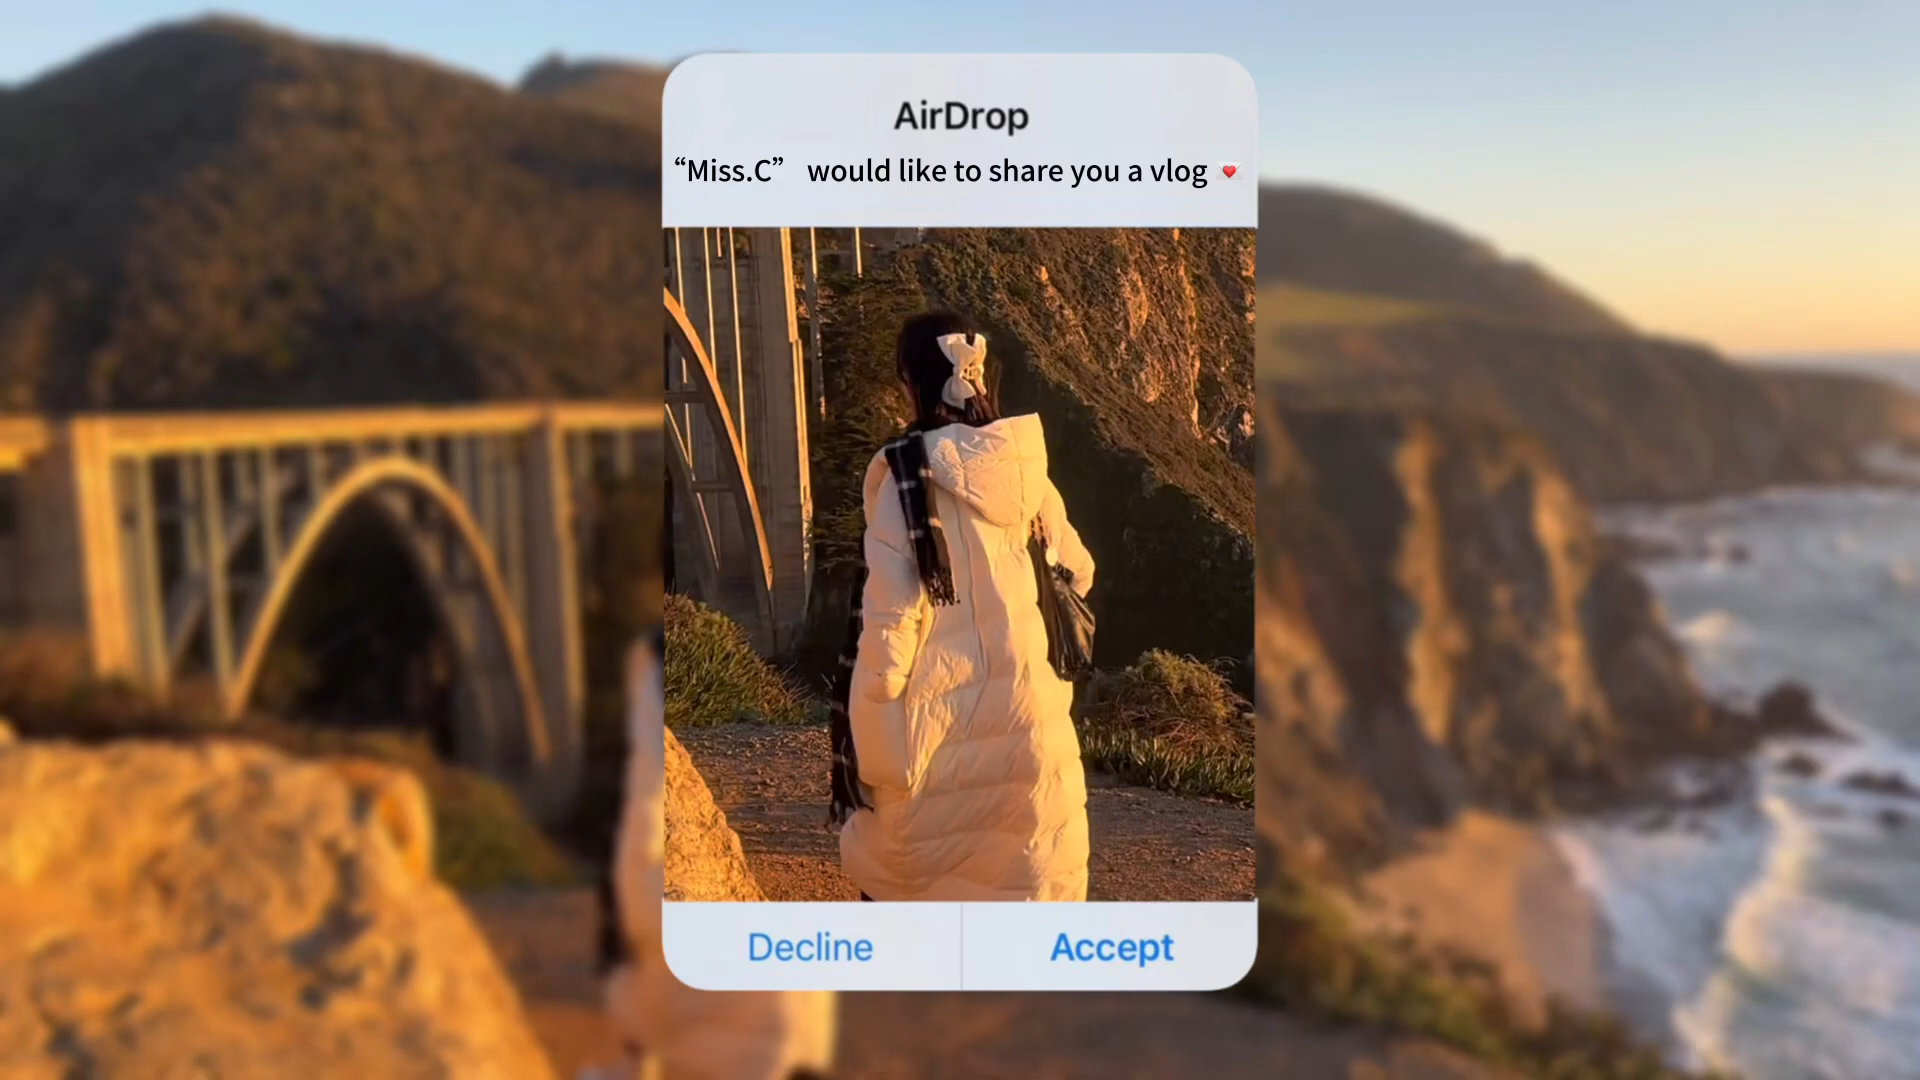 AirDrop
“Miss.C” would like to share you a vlog 💌
Decline
Accept